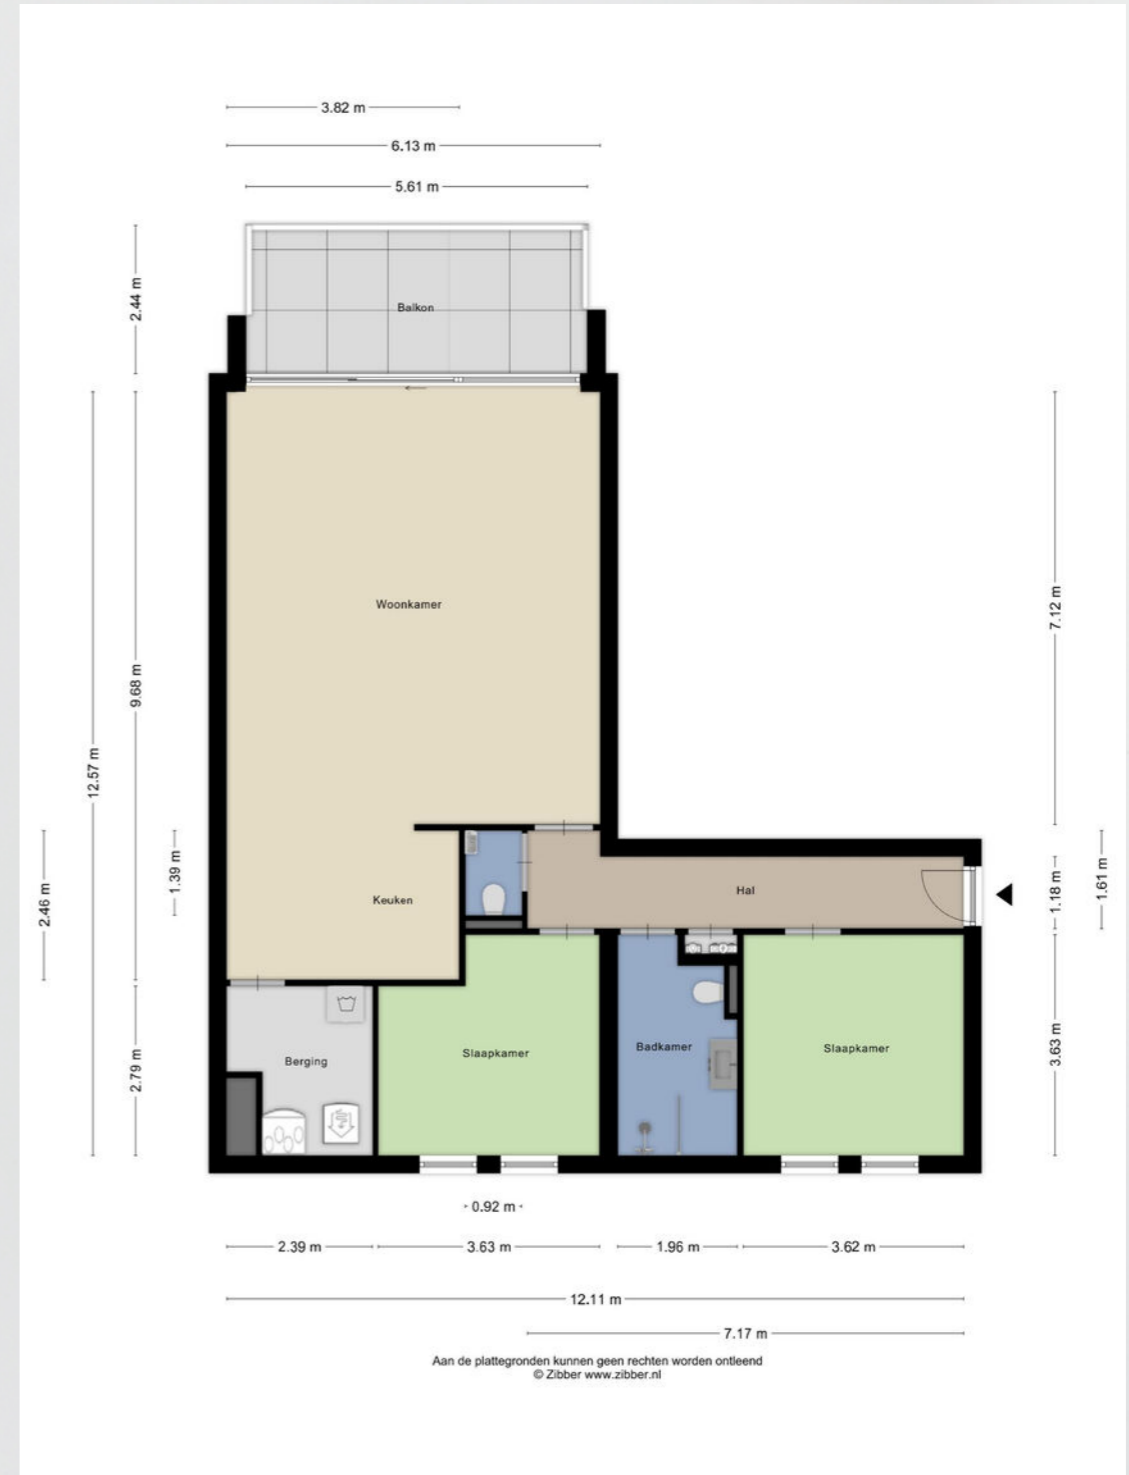 3.82 m
6.13 m
5.61 m
2.44 m
Balkon
Woonkamer
7.12 m
9.68 m
12.57 m
1.39 m
2.46 m
Keuken
Hal
1.18 m
1.61 m
Berging
Slaapkamer
Badkamer
Slaapkamer
2.79 m
3.63 m
0.92 m
2.39 m
3.63 m
1.96 m
3.62 m
12.11 m
7.17 m
Aan de plattegronden kunnen geen rechten worden ontleend
© Zibber www.zibber.nl